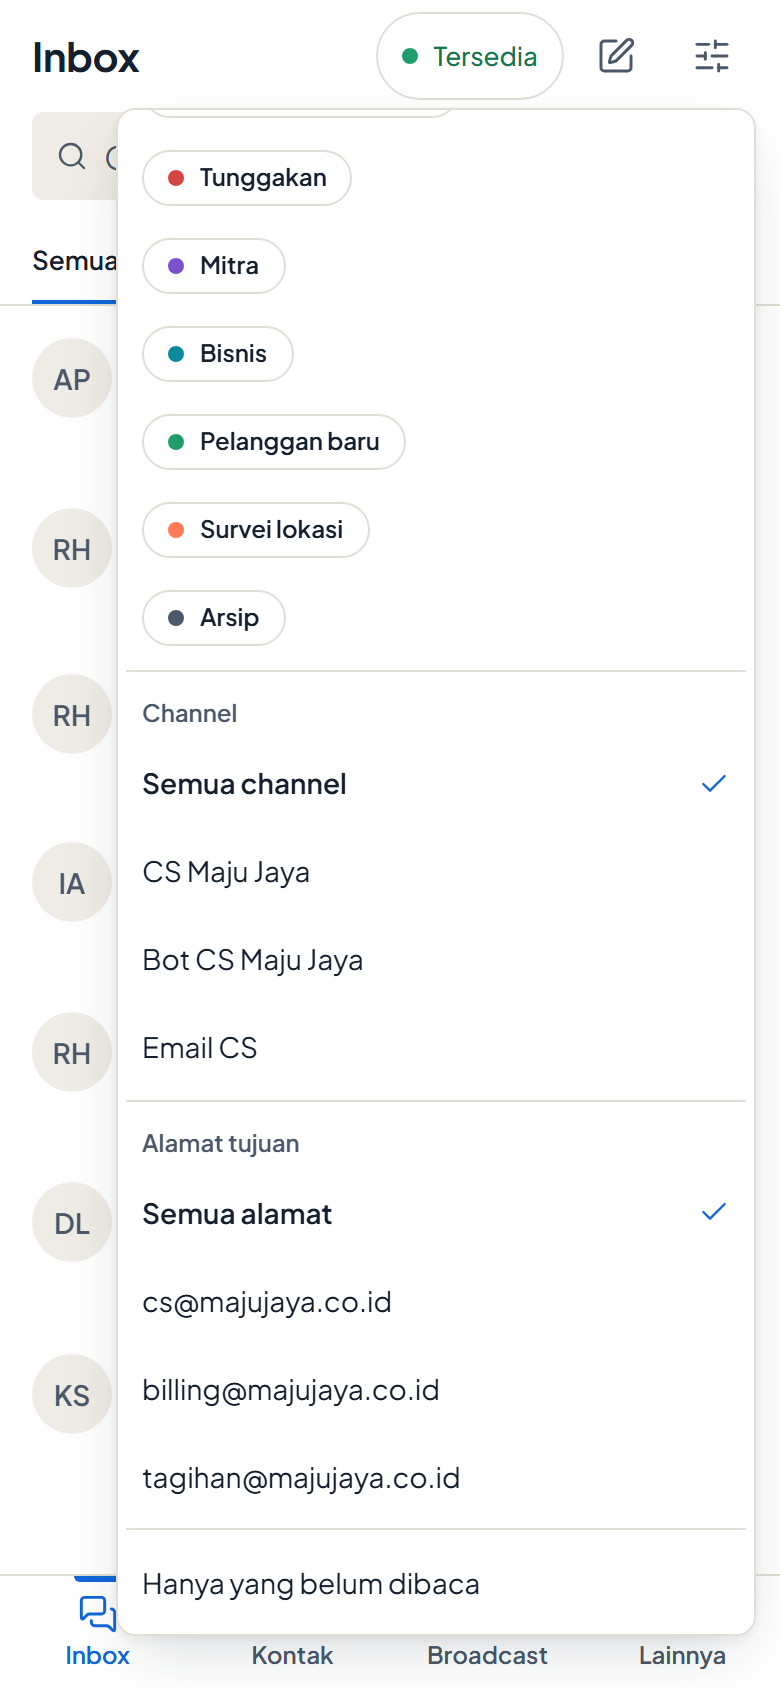 Inbox
Tersedia
Semua
Tunggakan
Mitra
Bisnis
Pelanggan baru
Survei lokasi
Arsip
Channel
Semua channel
CS Maju Jaya
Bot CS Maju Jaya
Email CS
Alamat tujuan
Semua alamat
cs@majujaya.co.id
billing@majujaya.co.id
tagihan@majujaya.co.id
Hanya yang belum dibaca
AP
RH
RH
IA
RH
DL
KS
Inbox
Kontak
Broadcast
Lainnya